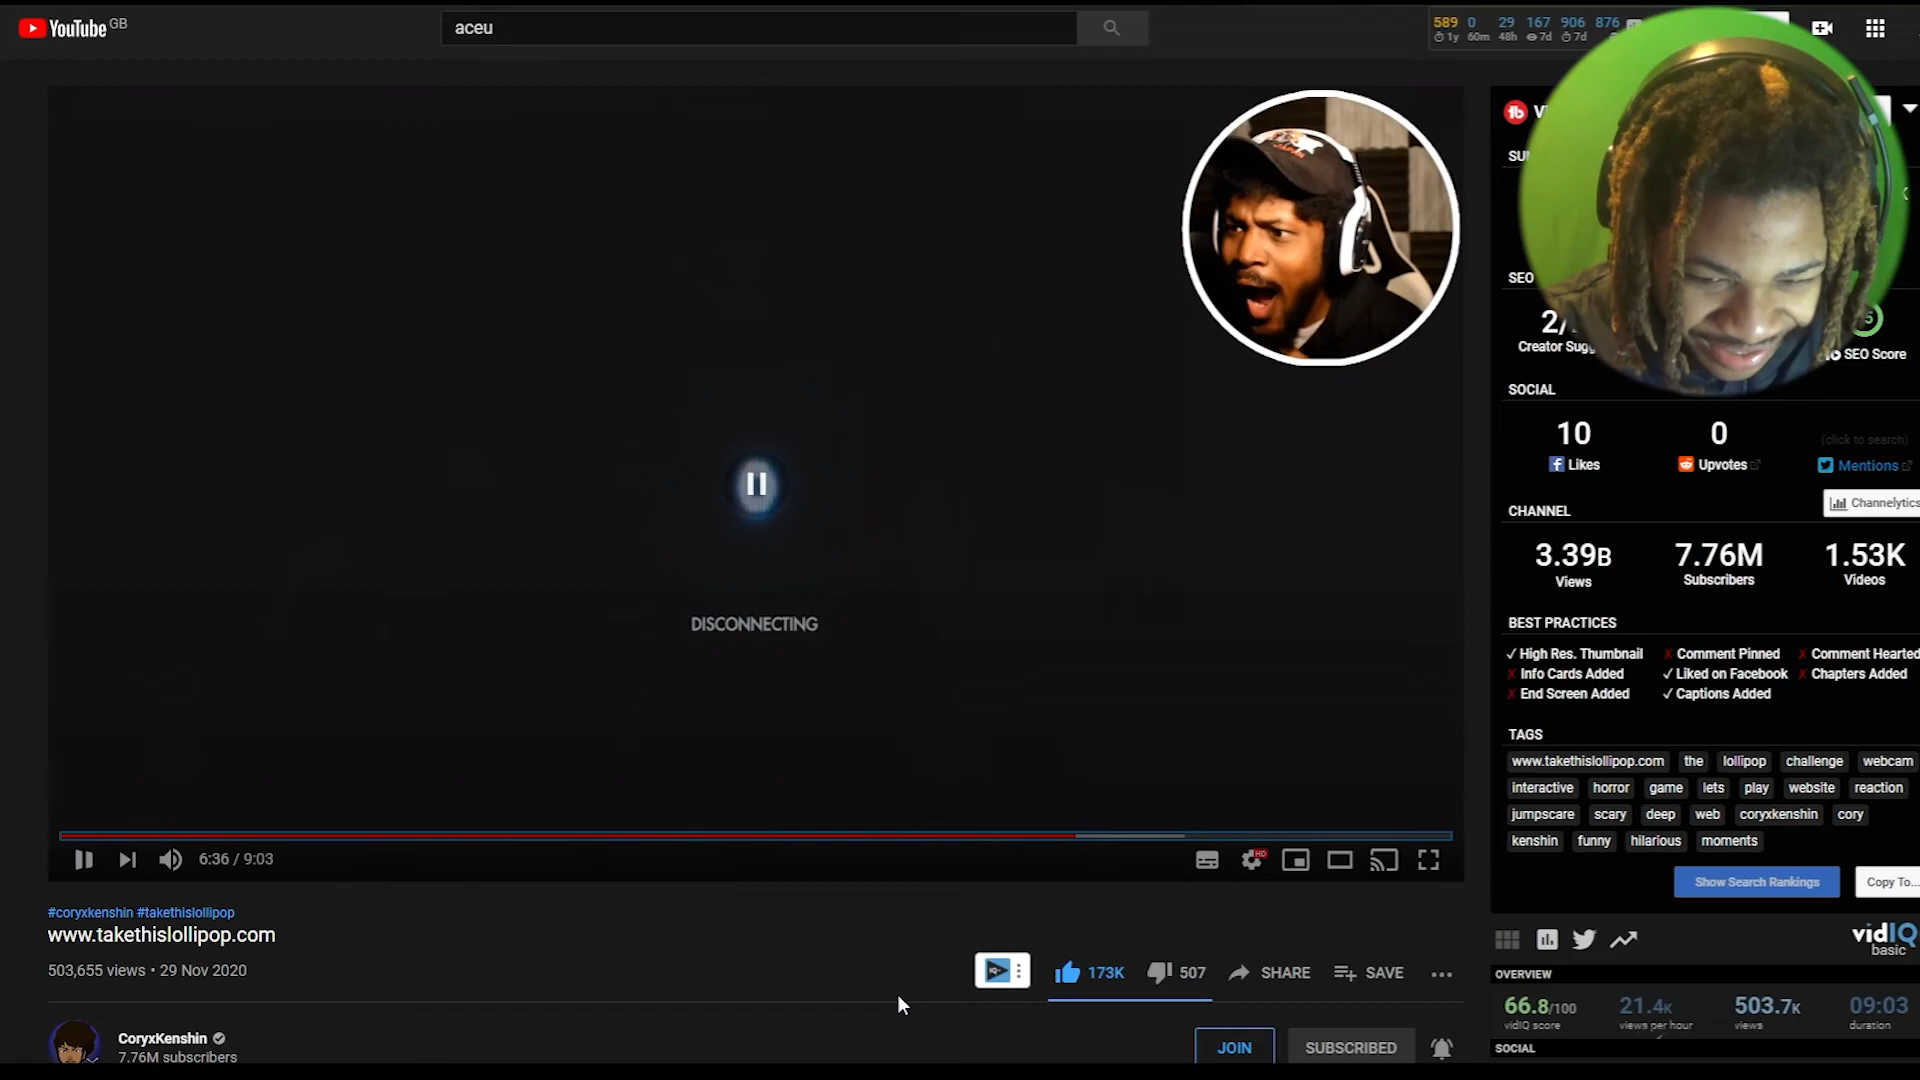 YouTube GB
aceu
589 0 29 167 906 876
1y 60m 48h 7d 7d
DISCONNECTING
6:36 / 9:03
HD
#coryxkenshin #takethislollipop
www.takethislollipop.com
503,655 views • 29 Nov 2020
173K 507 SHARE SAVE
CoryxKenshin
7.76M subscribers
JOIN SUBSCRIBED
SEO
2/
SEO Score
SOCIAL
10 0 (click to search)
Likes Upvotes Mentions
CHANNEL Channelytics
3.39B 7.76M 1.53K
Views Subscribers Videos
BEST PRACTICES
✓ High Res. Thumbnail ✗ Comment Pinned ✗ Comment Hearted
✗ Info Cards Added ✓ Liked on Facebook ✗ Chapters Added
✗ End Screen Added ✓ Captions Added
TAGS
www.takethislollipop.com the lollipop challenge webcam
interactive horror game lets play website reaction
jumpscare scary deep web coryxkenshin cory
kenshin funny hilarious moments
Show Search Rankings Copy To...
vidIQ
basic
OVERVIEW
66.8/100 21.4K 503.7K 09:03
vidIQ score views per hour views duration
SOCIAL